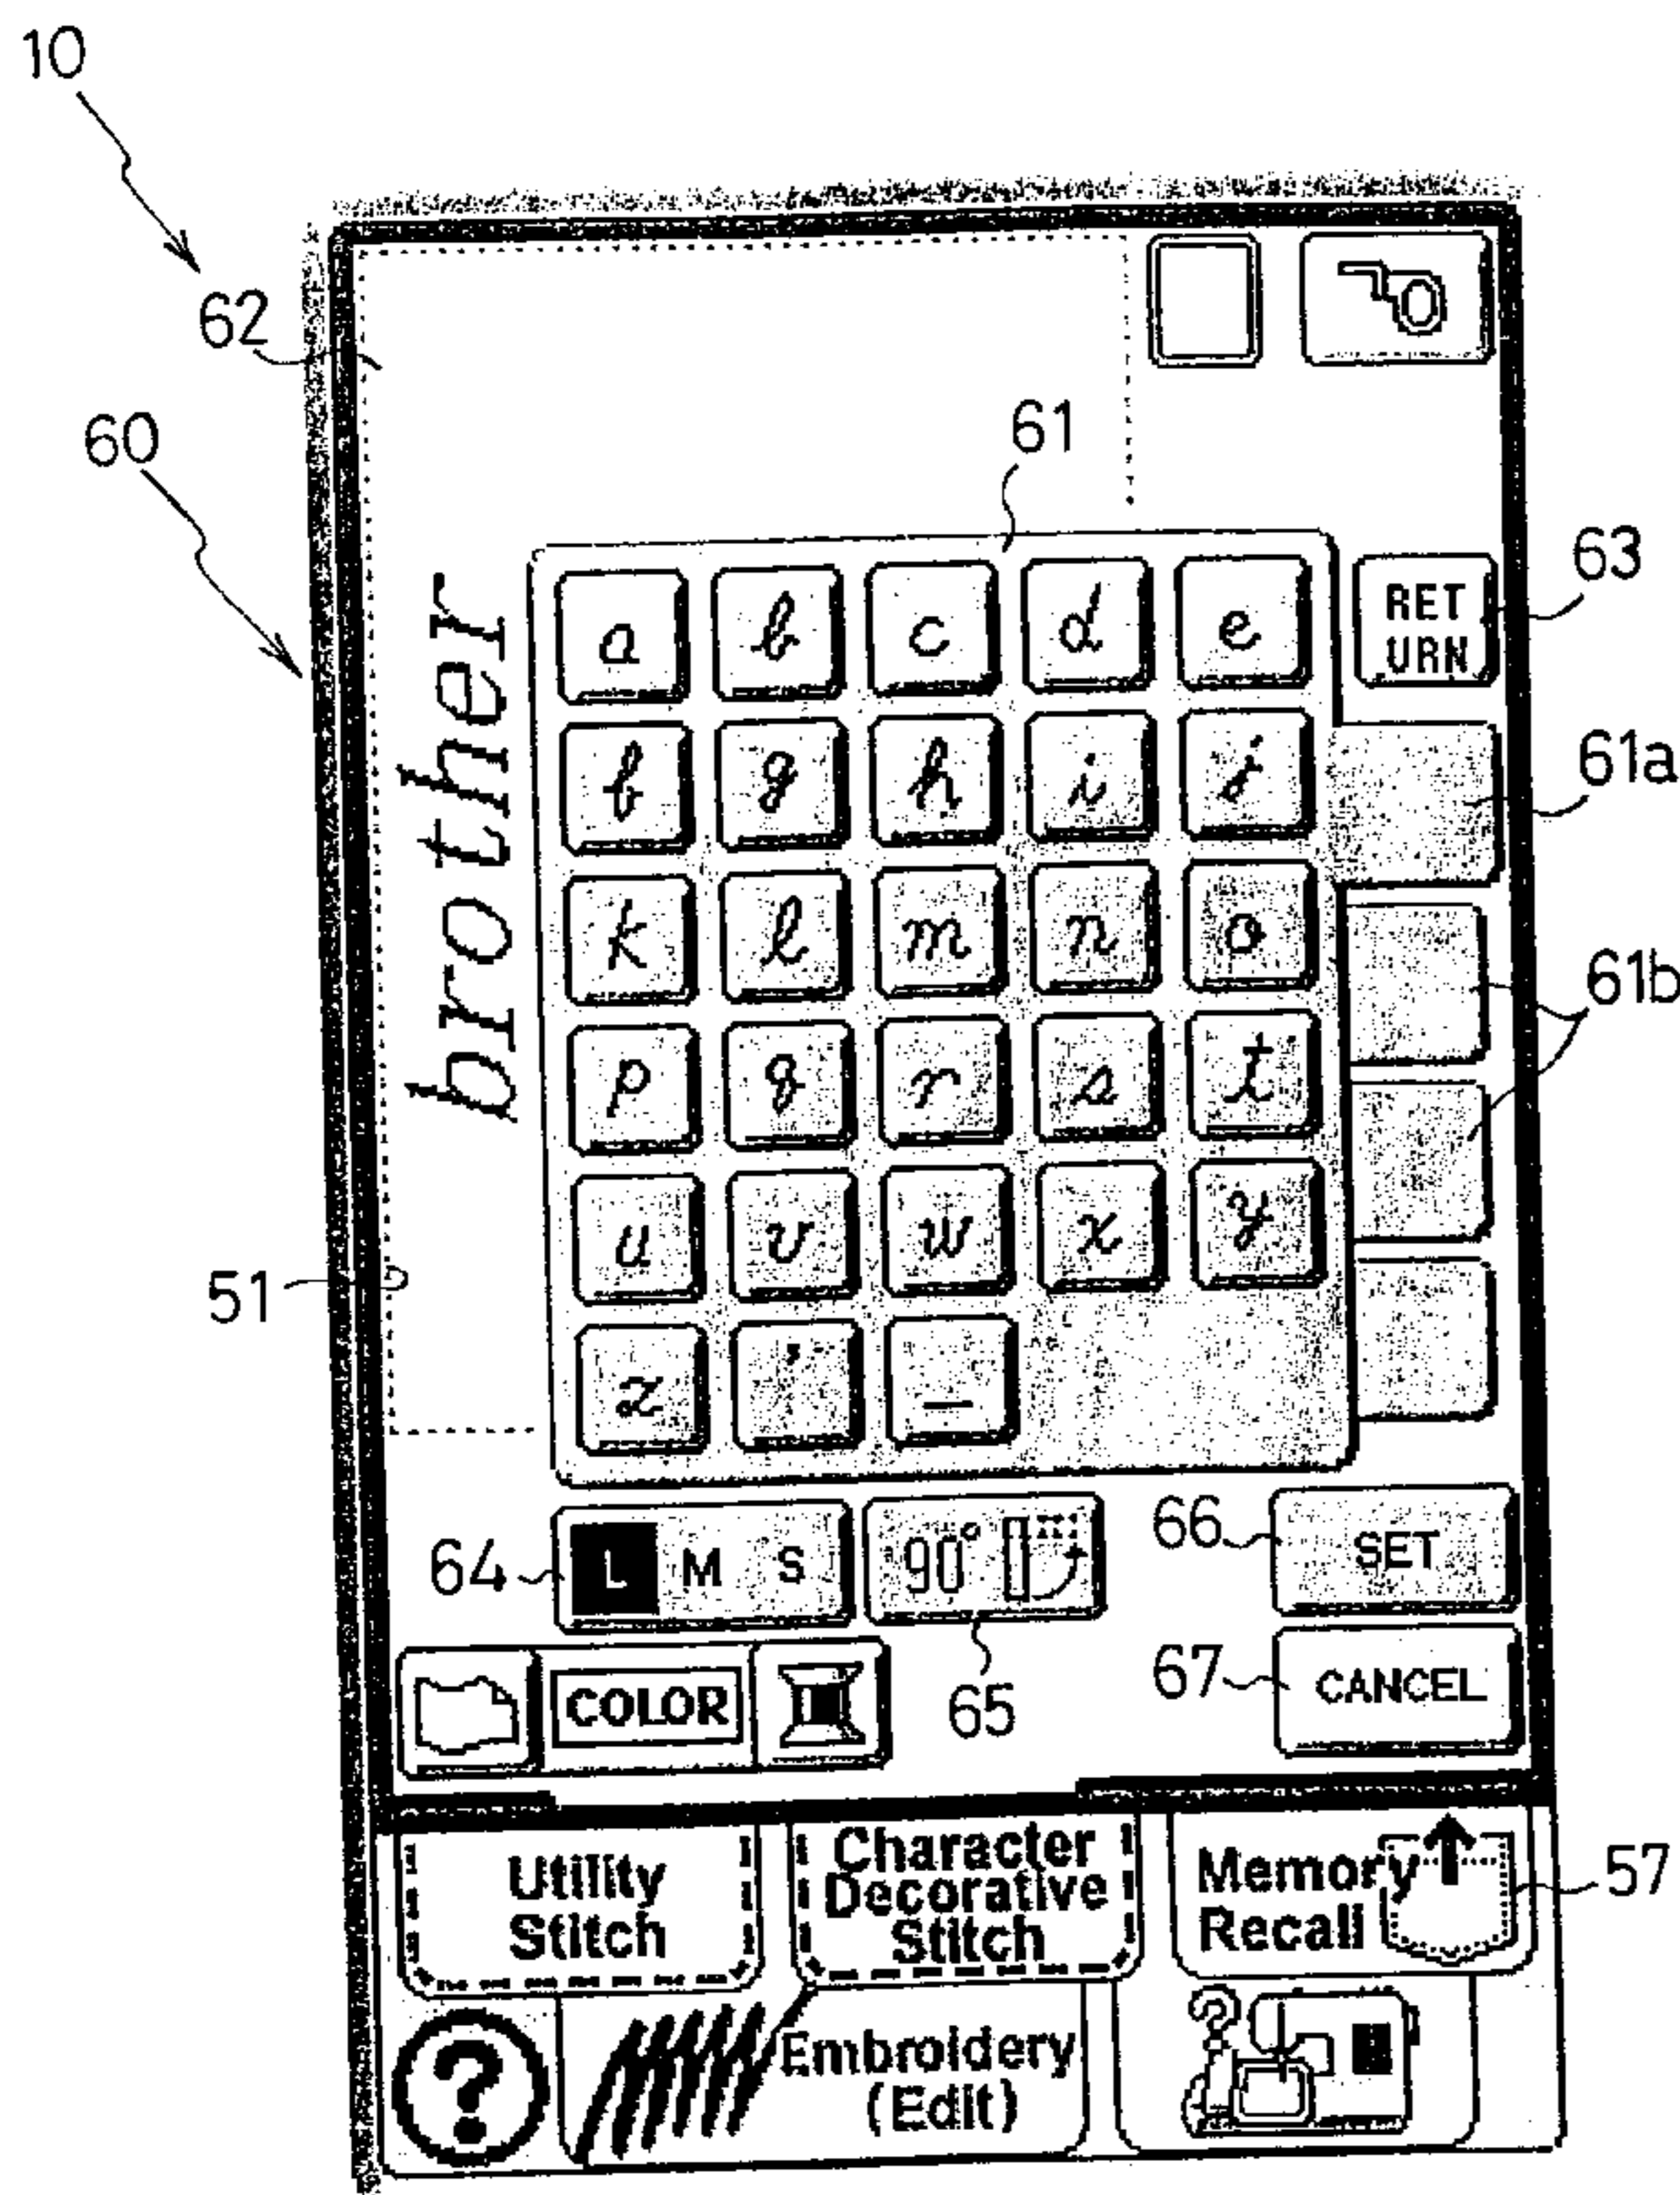 10
62
60
61
a b c d e
RET
URN
63
f g h i j
61a
k l m n o
61b
p q r s t
brother
u v w x y
51
z ' _
64
L M S
90°
66
SET
65
67
CANCEL
COLOR
Utility
Stitch
Character
Decorative
Stitch
Memory
Recall
57
?
Embroidery
(Edit)